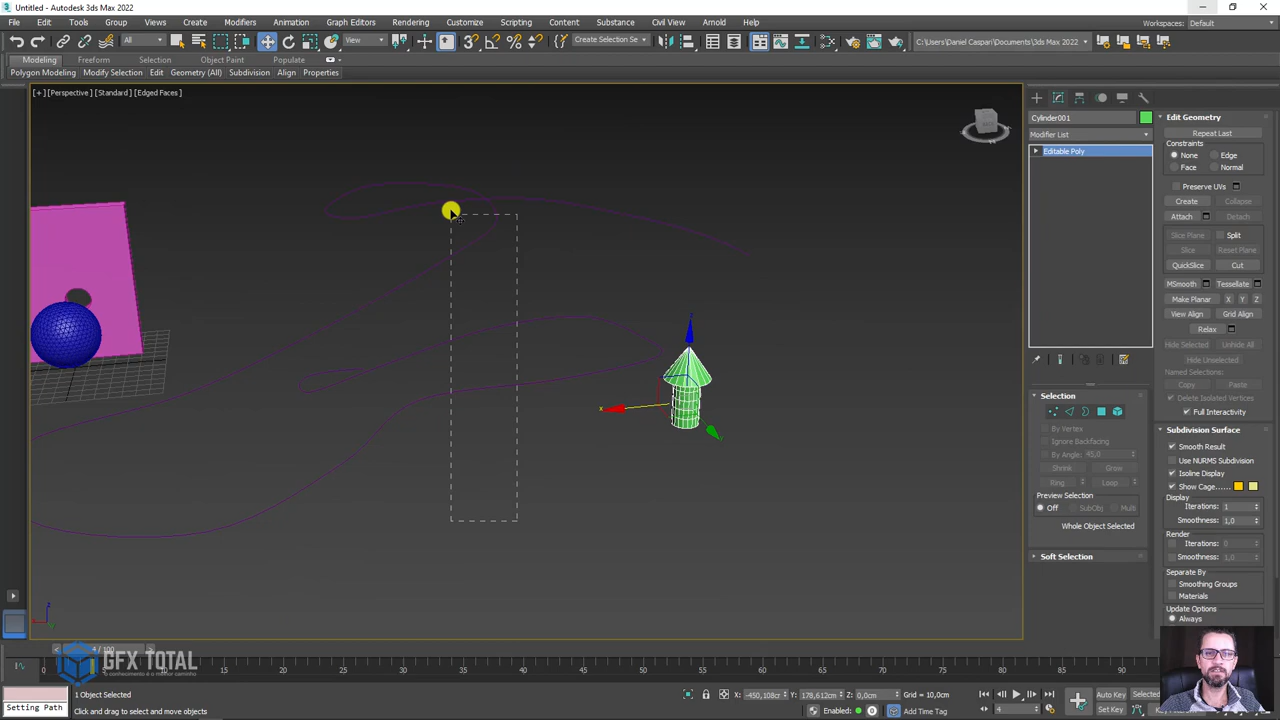 Untitled - Autodesk 3ds Max 2022
File Edit Tools Group Views Create Modifiers Animation Graph Editors Rendering Customize Scripting Content Substance Civil View Arnold Help
Workspaces: Default
All
View
Create Selection Se
C:\Users\Daniel Caspari\Documents\3ds Max 2022
Modeling Freeform Selection Object Paint Populate
Polygon Modeling Modify Selection Edit Geometry (All) Subdivision Align Properties
[+] [Perspective] [Standard] [Edged Faces]
Cylinder001
Modifier List
Editable Poly
Selection
By Vertex
Ignore Backfacing
By Angle: 45,0
Shrink Grow
Ring Loop
Preview Selection
Off SubObj Multi
Whole Object Selected
Soft Selection
Edit Geometry
Repeat Last
Constraints
None Edge
Face Normal
Preserve UVs
Create Collapse
Attach Detach
Slice Plane Split
Slice Reset Plane
QuickSlice Cut
MSmooth Tessellate
Make Planar X Y Z
View Align Grid Align
Relax
Hide Selected Unhide All
Hide Unselected
Named Selections:
Copy Paste
Delete Isolated Vertices
Full Interactivity
Subdivision Surface
Smooth Result
Use NURMS Subdivision
Isoline Display
Show Cage......
Display
Iterations: 1
Smoothness: 1,0
Render
Iterations: 0
Smoothness: 1,0
Separate By
Smoothing Groups
Materials
Update Options
Always
x
y
z
4 / 100
GFX TOTAL
o conhecimento é o melhor caminho
0 5 15 20 25 30 35 40 45 50 55 60 65 70 75 80 85 90
1 Object Selected
Setting Path
Click and drag to select and move objects
X: -450,108cr Y: 178,612cm Z: 0,0cm Grid = 10,0cm
Enabled: Add Time Tag
4
Auto Key Selected
Set Key